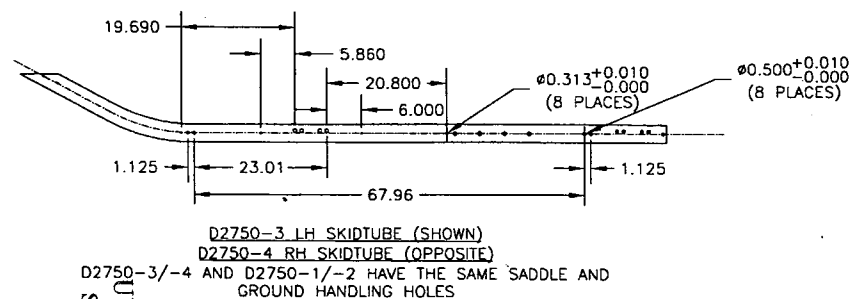 19.690
5.860
20.800
6.000
Ø0.313+0.010
-0.000
(8 PLACES)
Ø0.500+0.010
-0.000
(8 PLACES)
1.125
23.01
67.96
1.125
D2750-3 LH SKIDTUBE (SHOWN)
D2750-4 RH SKIDTUBE (OPPOSITE)
D2750-3/-4 AND D2750-1/-2 HAVE THE SAME SADDLE AND
GROUND HANDLING HOLES